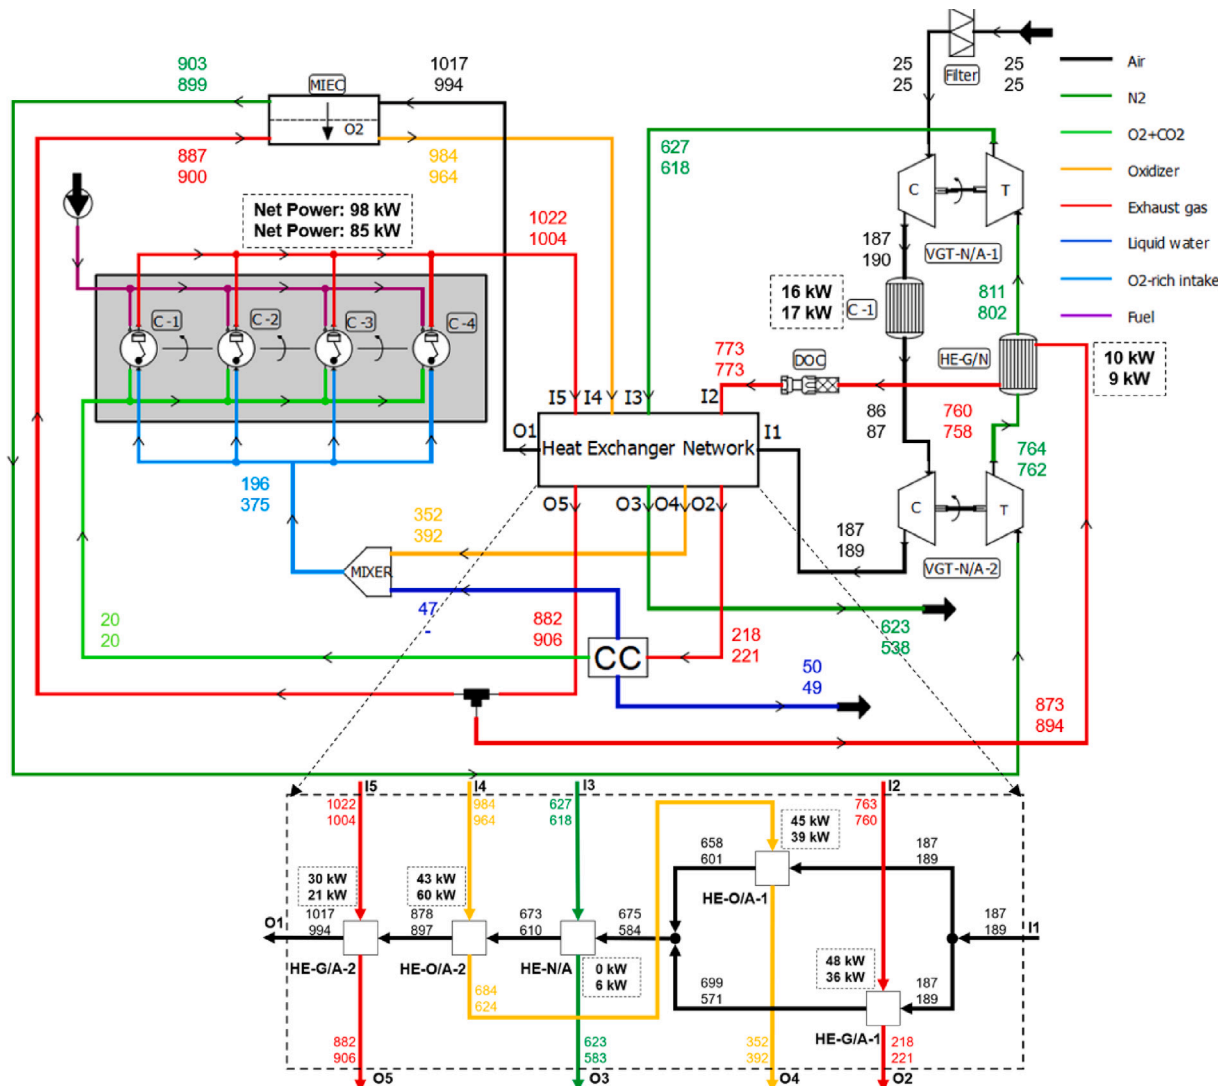 903
899
MIEC
O2
1017
994
25
25
Filter
25
25
Air
N2
O2+CO2
Oxidizer
Exhaust gas
Liquid water
O2-rich intake
Fuel
887
900
984
964
627
618
C
T
VGT-N/A-1
Net Power: 98 kW
Net Power: 85 kW
1022
1004
187
190
16 kW
17 kW
C -1
811
802
C -1
C -2
C -3
C -4
773
773
DOC
HE-G/N
10 kW
9 kW
I5
I4
I3
I2
86
87
760
758
764
762
O1
Heat Exchanger Network
I1
O5
O3
O4
O2
C
T
VGT-N/A-2
196
375
352
392
187
189
MIXER
47
-
20
20
882
906
CC
218
221
623
538
50
49
873
894
I5
I4
I3
I2
1022
1004
984
964
627
618
763
760
45 kW
39 kW
658
601
187
189
HE-O/A-1
30 kW
21 kW
43 kW
60 kW
O1
1017
994
878
897
673
610
675
584
187
189
I1
HE-G/A-2
HE-O/A-2
HE-N/A
0 kW
6 kW
48 kW
36 kW
684
624
699
571
187
189
HE-G/A-1
882
906
623
583
352
392
218
221
O5
O3
O4
O2